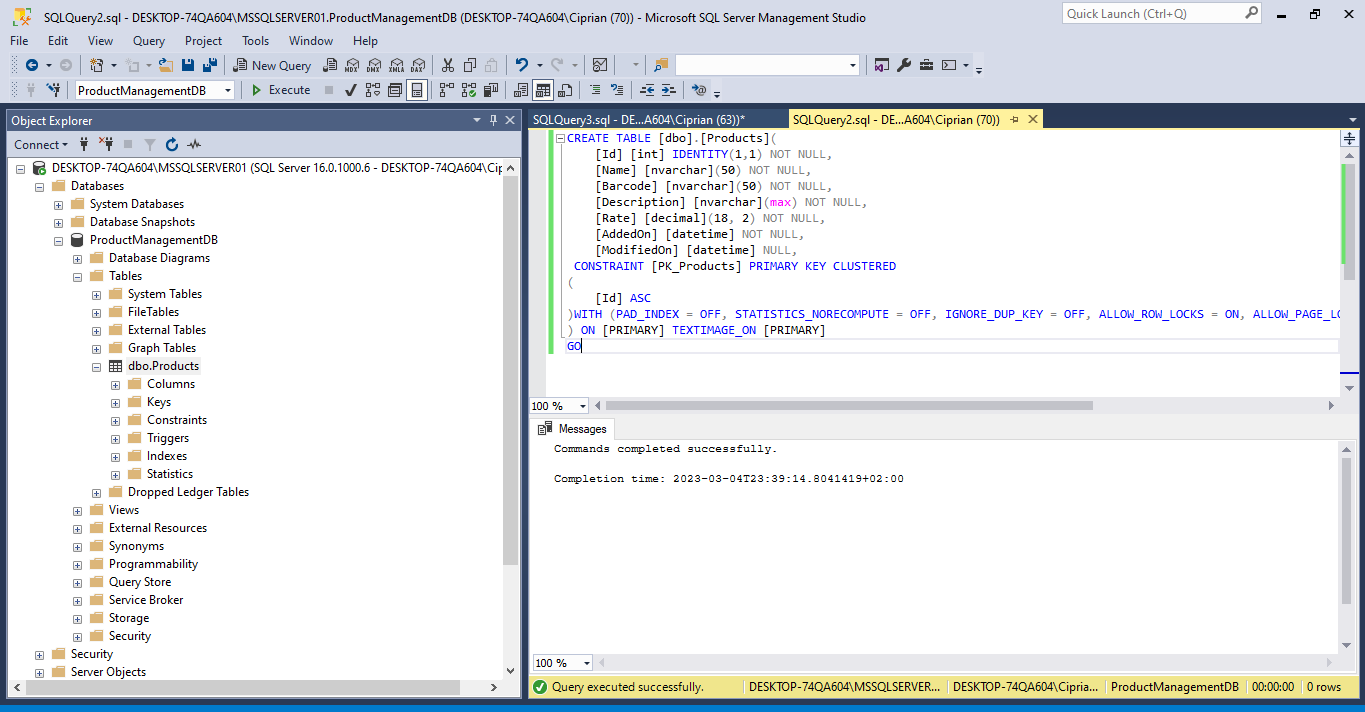 SQLQuery2.sql - DESKTOP-74QA604\MSSQLSERVER01.ProductManagementDB (DESKTOP-74QA604\Ciprian (70)) - Microsoft SQL Server Management Studio
Quick Launch (Ctrl+Q)
File Edit View Query Project Tools Window Help
New Query MDX DMX XMLA DAX
ProductManagementDB Execute
Object Explorer
Connect
DESKTOP-74QA604\MSSQLSERVER01 (SQL Server 16.0.1000.6 - DESKTOP-74QA604\Cip
Databases
System Databases
Database Snapshots
ProductManagementDB
Database Diagrams
Tables
System Tables
FileTables
External Tables
Graph Tables
dbo.Products
Columns
Keys
Constraints
Triggers
Indexes
Statistics
Dropped Ledger Tables
Views
External Resources
Synonyms
Programmability
Query Store
Service Broker
Storage
Security
Security
Server Objects
SQLQuery3.sql - DE...A604\Ciprian (63))*
SQLQuery2.sql - DE...A604\Ciprian (70))
CREATE TABLE [dbo].[Products](
[Id] [int] IDENTITY(1,1) NOT NULL,
[Name] [nvarchar](50) NOT NULL,
[Barcode] [nvarchar](50) NOT NULL,
[Description] [nvarchar](max) NOT NULL,
[Rate] [decimal](18, 2) NOT NULL,
[AddedOn] [datetime] NOT NULL,
[ModifiedOn] [datetime] NULL,
CONSTRAINT [PK_Products] PRIMARY KEY CLUSTERED
(
[Id] ASC
)WITH (PAD_INDEX = OFF, STATISTICS_NORECOMPUTE = OFF, IGNORE_DUP_KEY = OFF, ALLOW_ROW_LOCKS = ON, ALLOW_PAGE_LO
) ON [PRIMARY] TEXTIMAGE_ON [PRIMARY]
GO
100 %
Messages
Commands completed successfully.
Completion time: 2023-03-04T23:39:14.8041419+02:00
100 %
Query executed successfully. DESKTOP-74QA604\MSSQLSERVER... DESKTOP-74QA604\Cipria... ProductManagementDB 00:00:00 0 rows